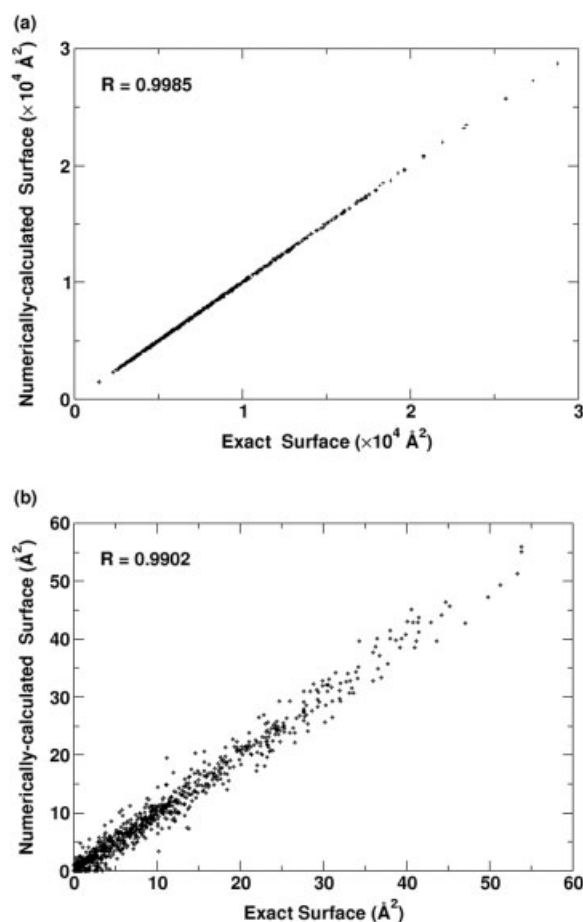 (a)
3
R = 0.9985
2
1
0
0 1 2 3
Numerically-calculated Surface (×10⁴ Å²)
Exact Surface (×10⁴ Å²)
(b)
60
R = 0.9902
50
40
30
20
10
0
0 10 20 30 40 50 60
Numerically-calculated Surface (Å²)
Exact Surface (Å²)